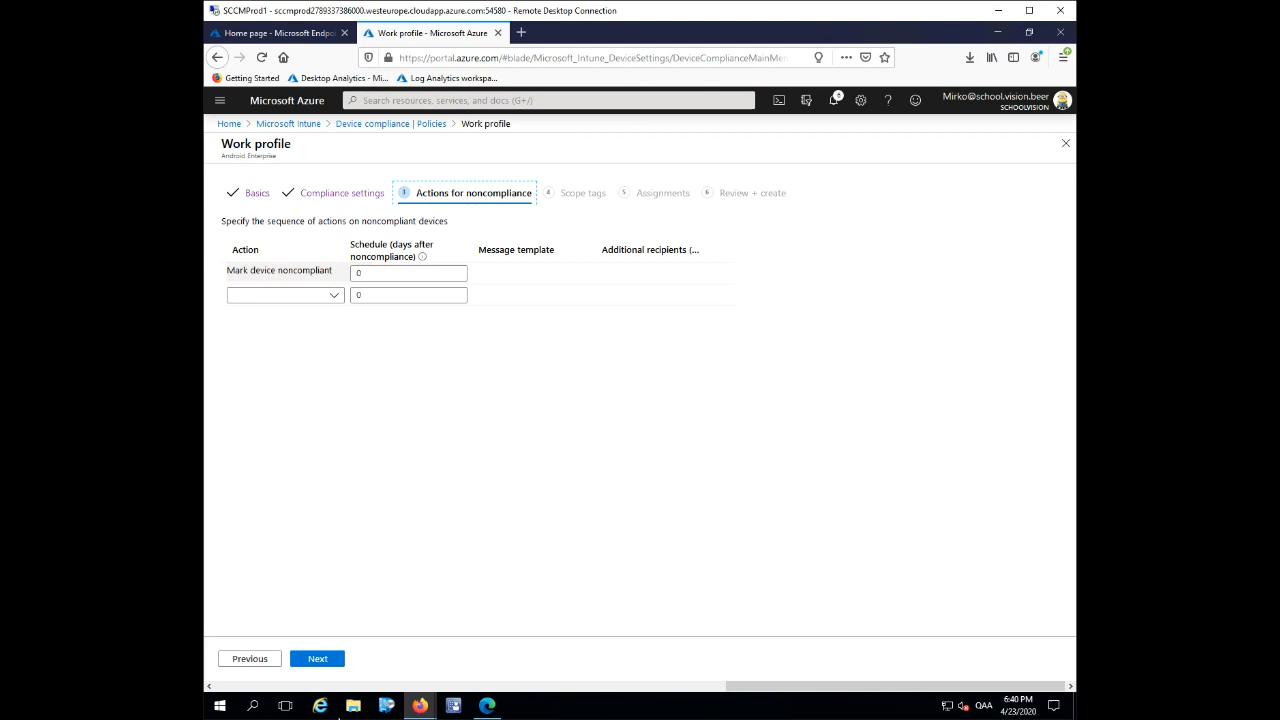 SCCMProd1 - sccmprod2789337386000.westeurope.cloudapp.azure.com:54580 - Remote Desktop Connection
Home page - Microsoft Endpoi
Work profile - Microsoft Azure
https://portal.azure.com/#blade/Microsoft_Intune_DeviceSettings/DeviceComplianceMainMen
Getting Started
Desktop Analytics - Mi...
Log Analytics workspa...
Microsoft Azure
Search resources, services, and docs (G+/)
Mirko@school.vision.beer
SCHOOLVISION
Home > Microsoft Intune > Device compliance | Policies > Work profile
Work profile
Android Enterprise
Basics
Compliance settings
3 Actions for noncompliance
4 Scope tags
5 Assignments
6 Review + create
Specify the sequence of actions on noncompliant devices
Action
Schedule (days after
noncompliance)
Message template
Additional recipients (...
Mark device noncompliant
0
0
Previous
Next
QAA
6:40 PM
4/23/2020